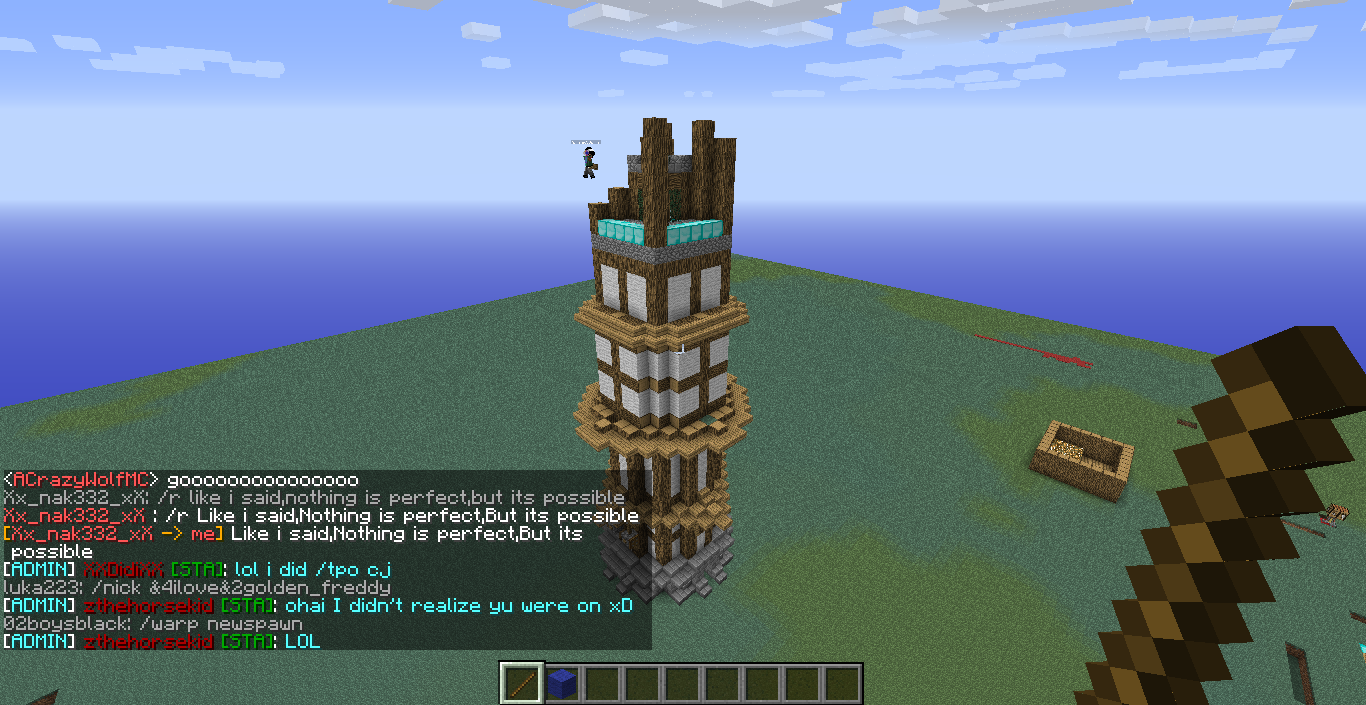 <ACrazyWolfMC> gooooooooooooooo
Xx_nak332_xX: /r like i said,nothing is perfect,but its possible
Xx_nak332_xX : /r Like i said,Nothing is perfect,But its possible
[Xx_nak332_xX -> me] Like i said,Nothing is perfect,But its
possible
[ADMIN] XXDidiXX [STA]: lol i did /tpo cj
luka223: /nick &4ilove&2golden_freddy
[ADMIN] zthehorsekid [STA]: ohai I didn't realize yu were on xD
02boysblack: /warp newspawn
[ADMIN] zthehorsekid [STA]: LOL